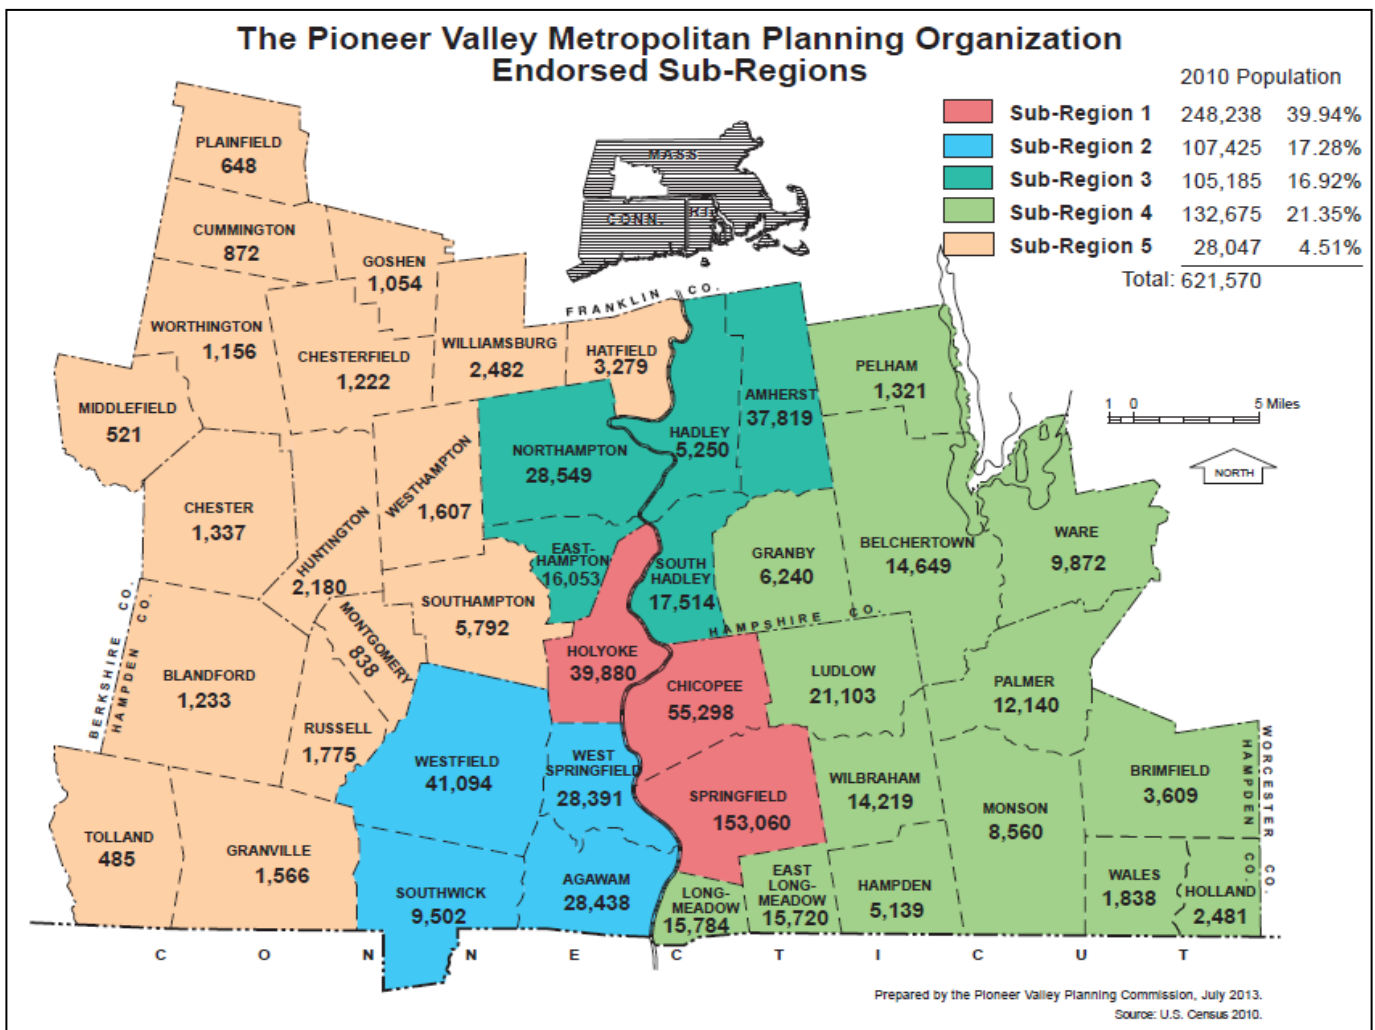 The Pioneer Valley Metropolitan Planning Organization
Endorsed Sub-Regions
2010 Population
Sub-Region 1 248,238 39.94%
Sub-Region 2 107,425 17.28%
Sub-Region 3 105,185 16.92%
Sub-Region 4 132,675 21.35%
Sub-Region 5 28,047 4.51%
Total: 621,570
MASS
CONN.
RI
PLAINFIELD
648
CUMMINGTON
872
GOSHEN
1,054
FRANKLIN CO.
WORTHINGTON
1,156
CHESTERFIELD
1,222
WILLIAMSBURG
2,482
HATFIELD
3,279
MIDDLEFIELD
521
PELHAM
1,321
AMHERST
37,819
1 0 5 Miles
NORTH
HADLEY
5,250
NORTHAMPTON
28,549
WESTHAMPTON
1,607
CHESTER
1,337
HUNTINGTON
2,180
EAST-
HAMPTON
16,053
SOUTH
HADLEY
17,514
GRANBY
6,240
BELCHERTOWN
14,649
WARE
9,872
BERKSHIRE CO.
HAMPDEN CO.
MONTGOMERY
838
SOUTHAMPTON
5,792
HAMPSHIRE CO.
BLANDFORD
1,233
HOLYOKE
39,880
CHICOPEE
55,298
LUDLOW
21,103
PALMER
12,140
RUSSELL
1,775
WESTFIELD
41,094
WEST
SPRINGFIELD
28,391
SPRINGFIELD
153,060
WILBRAHAM
14,219
MONSON
8,560
BRIMFIELD
3,609
HAMPDEN CO.
WORCESTER CO.
TOLLAND
485
GRANVILLE
1,566
SOUTHWICK
9,502
AGAWAM
28,438
LONG-
MEADOW
15,784
EAST
LONG-
MEADOW
15,720
HAMPDEN
5,139
WALES
1,838
HOLLAND
2,481
C O N N E C T I C U T
Prepared by the Pioneer Valley Planning Commission, July 2013.
Source: U.S. Census 2010.